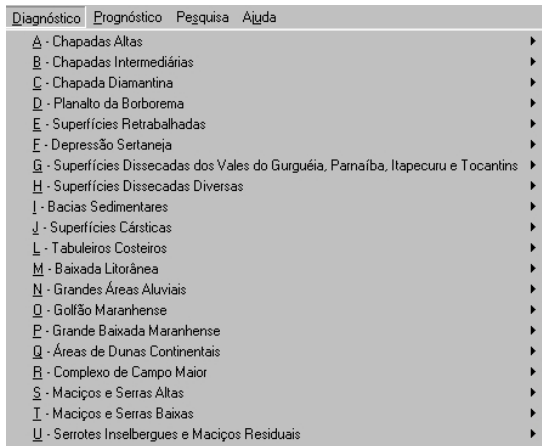 Diagnóstico Prognóstico Pesquisa Ajuda
A - Chapadas Altas
B - Chapadas Intermediárias
C - Chapada Diamantina
D - Planalto da Borborema
E - Superfícies Retrabalhadas
F - Depressão Sertaneja
G - Superfícies Dissecadas dos Vales do Gurguéia, Parnaíba, Itapecuru e Tocantins
H - Superfícies Dissecadas Diversas
I - Bacias Sedimentares
J - Superfícies Cársticas
L - Tabuleiros Costeiros
M - Baixada Litorânea
N - Grandes Áreas Aluviais
O - Golfão Maranhense
P - Grande Baixada Maranhense
Q - Áreas de Dunas Continentais
R - Complexo de Campo Maior
S - Maciços e Serras Altas
T - Maciços e Serras Baixas
U - Serrotes Inselbergues e Maciços Residuais